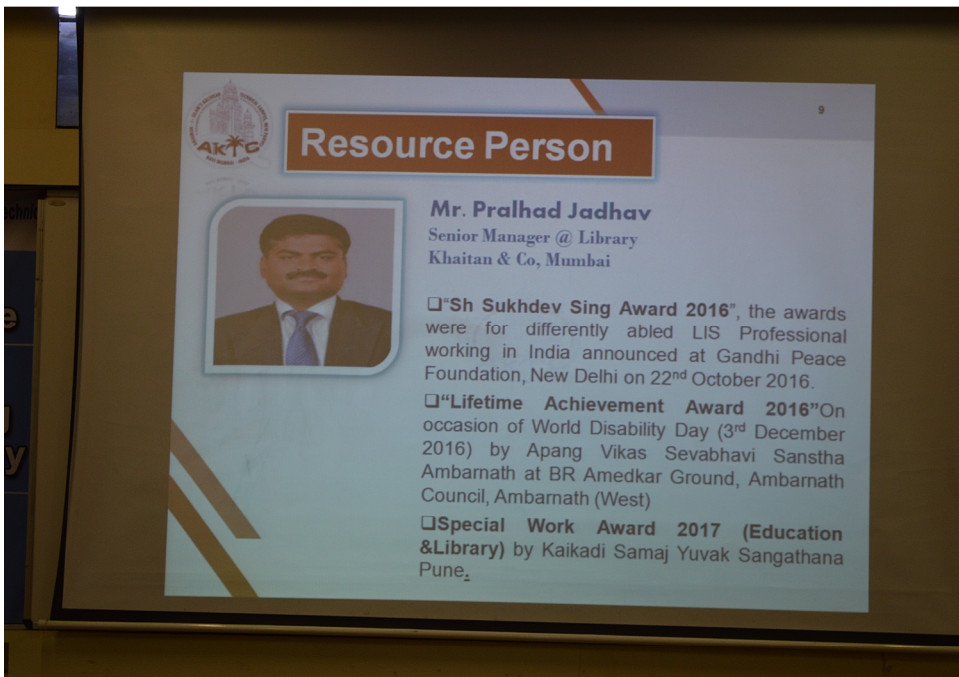 9
AKTC
NAVI MUMBAI - INDIA
Resource Person
Mr. Pralhad Jadhav
Senior Manager @ Library
Khaitan & Co, Mumbai
❑“Sh Sukhdev Sing Award 2016”, the awards
were for differently abled LIS Professional
working in India announced at Gandhi Peace
Foundation, New Delhi on 22nd October 2016.
❑“Lifetime Achievement Award 2016”On
occasion of World Disability Day (3rd December
2016) by Apang Vikas Sevabhavi Sanstha
Ambarnath at BR Amedkar Ground, Ambarnath
Council, Ambarnath (West)
❑Special Work Award 2017 (Education
&Library) by Kaikadi Samaj Yuvak Sangathana
Pune.